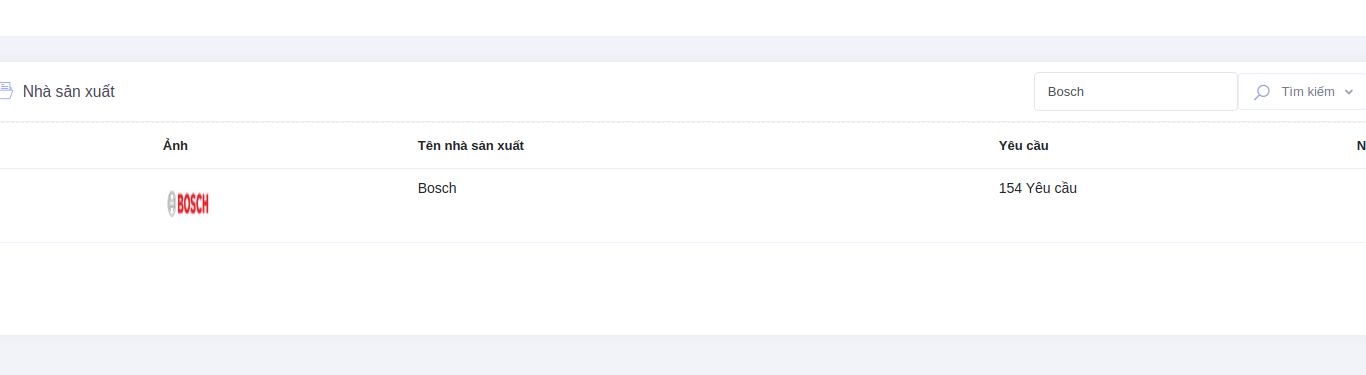 Nhà sản xuất
Bosch
Tìm kiếm
Ảnh
Tên nhà sản xuất
Yêu cầu
N
BOSCH
Bosch
154 Yêu cầu